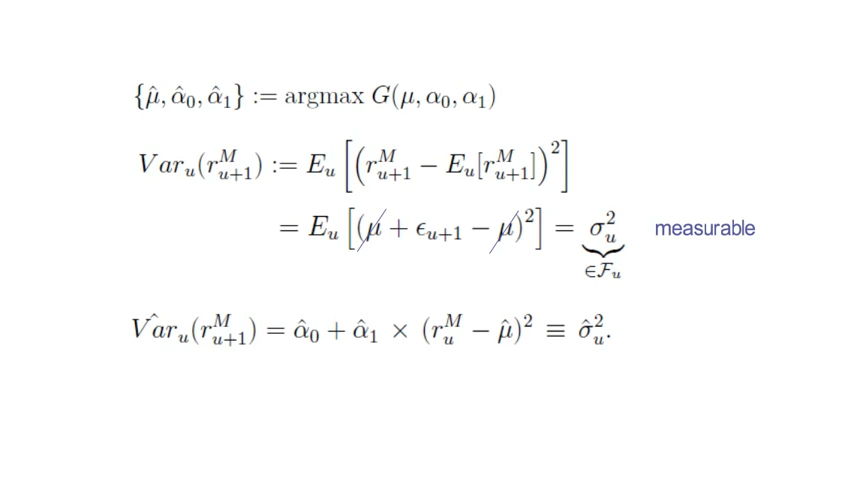 {μ̂, α̂₀, α̂₁} := argmax G(μ, α₀, α₁)
Var_u(r^M_{u+1}) := E_u[(r^M_{u+1} − E_u[r^M_{u+1}])²]
= E_u[(μ + ϵ_{u+1} − μ)²] = σ²_u measurable
∈ℱ_u
Vâr_u(r^M_{u+1}) = α̂₀ + α̂₁ × (r^M_u − μ̂)² ≡ σ̂²_u.